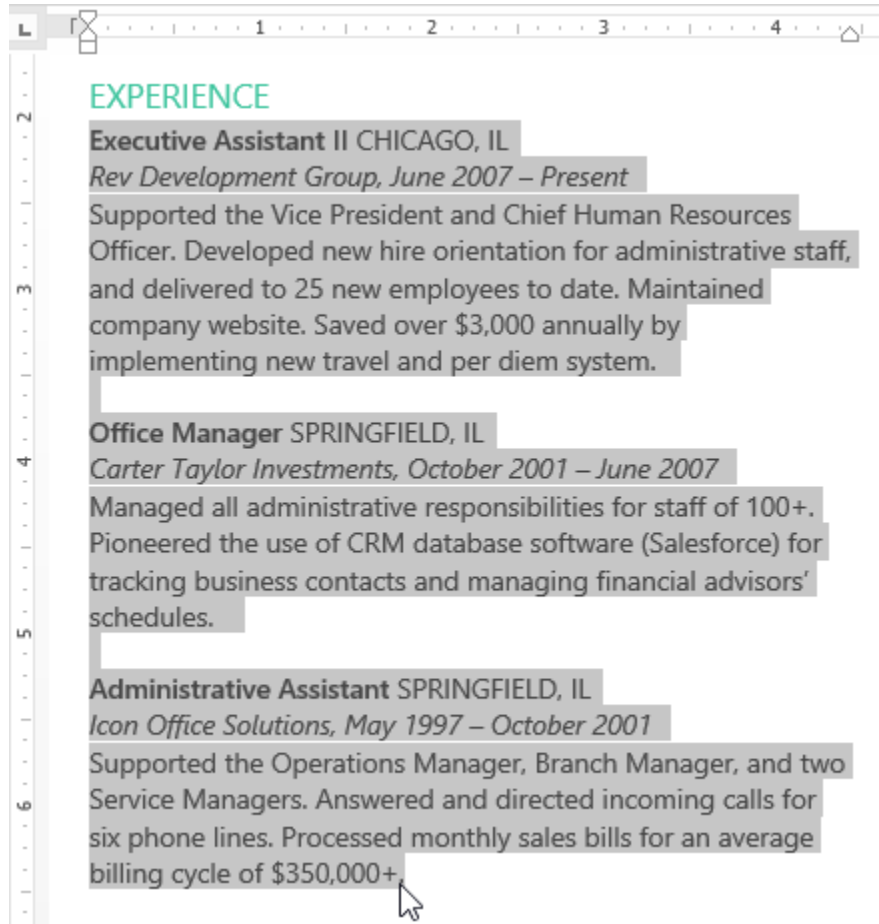 1 2 3 4
EXPERIENCE
Executive Assistant II CHICAGO, IL
Rev Development Group, June 2007 – Present
Supported the Vice President and Chief Human Resources
Officer. Developed new hire orientation for administrative staff,
and delivered to 25 new employees to date. Maintained
company website. Saved over $3,000 annually by
implementing new travel and per diem system.
Office Manager SPRINGFIELD, IL
Carter Taylor Investments, October 2001 – June 2007
Managed all administrative responsibilities for staff of 100+.
Pioneered the use of CRM database software (Salesforce) for
tracking business contacts and managing financial advisors’
schedules.
Administrative Assistant SPRINGFIELD, IL
Icon Office Solutions, May 1997 – October 2001
Supported the Operations Manager, Branch Manager, and two
Service Managers. Answered and directed incoming calls for
six phone lines. Processed monthly sales bills for an average
billing cycle of $350,000+.
2
3
4
5
6